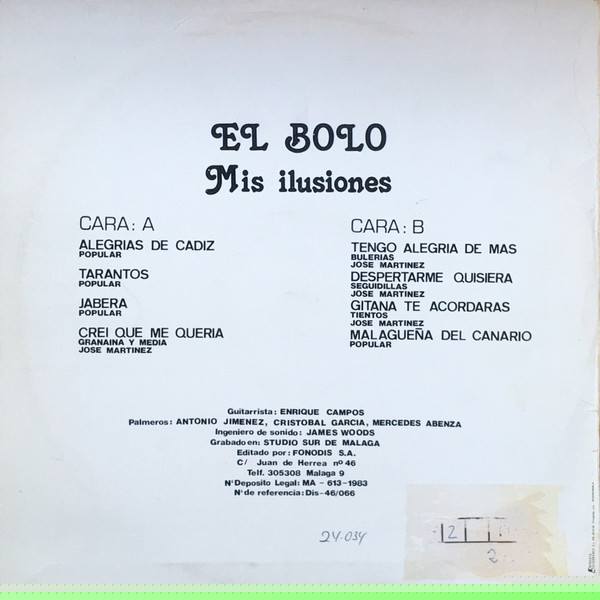 EL BOLO
Mis ilusiones
CARA: A
ALEGRIAS DE CADIZ
POPULAR
TARANTOS
POPULAR
JABERA
POPULAR
CREI QUE ME QUERIA
GRANAINA Y MEDIA
JOSE MARTINEZ
CARA: B
TENGO ALEGRIA DE MAS
BULERIAS
JOSE MARTINEZ
DESPERTARME QUISIERA
SEGUIDILLAS
JOSE MARTINEZ
GITANA TE ACORDARAS
TIENTOS
JOSE MARTINEZ
MALAGUEÑA DEL CANARIO
POPULAR
Guitarrista: ENRIQUE CAMPOS
Palmeros: ANTONIO JIMENEZ, CRISTOBAL GARCIA, MERCEDES ABENZA
Ingeniero de sonido: JAMES WOODS
Grabado en: STUDIO SUR DE MALAGA
Editado por: FONODIS S.A.
C/ Juan de Herrea nº 46
Telf. 305308 Malaga 9
Nº Deposito Legal: MA - 613-1983
Nº de referencia: Dis-46/066
24.034
2
2